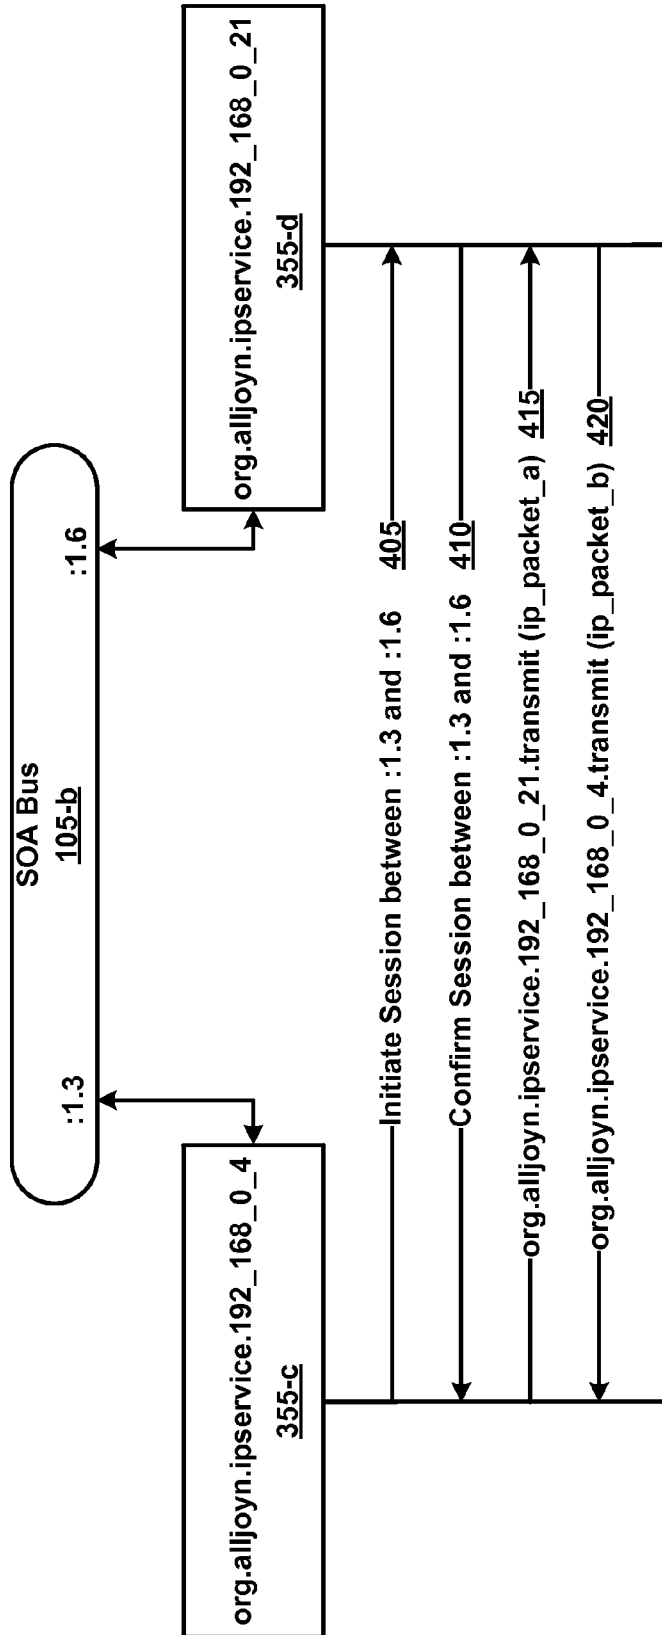 SOA Bus
105-b
:1.3
:1.6
org.alljoyn.ipservice.192_168_0_4
355-c
org.alljoyn.ipservice.192_168_0_21
355-d
Initiate Session between :1.3 and :1.6 405
Confirm Session between :1.3 and :1.6 410
org.alljoyn.ipservice.192_168_0_21.transmit (ip_packet_a) 415
org.alljoyn.ipservice.192_168_0_4.transmit (ip_packet_b) 420